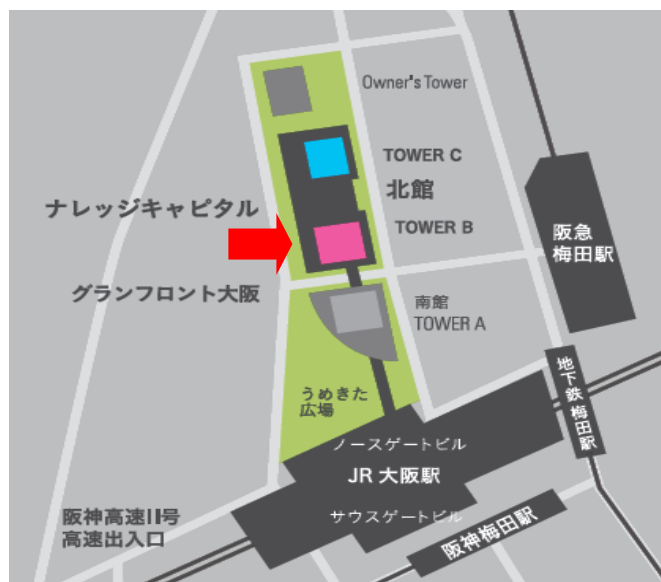 Owner's Tower
TOWER C
北館
ナレッジキャピタル
TOWER B
阪急
梅田駅
グランフロント大阪
南館
TOWER A
地下鉄梅田駅
うめきた
広場
ノースゲートビル
JR 大阪駅
阪神高速11号
高速出入口
サウスゲートビル
阪神梅田駅